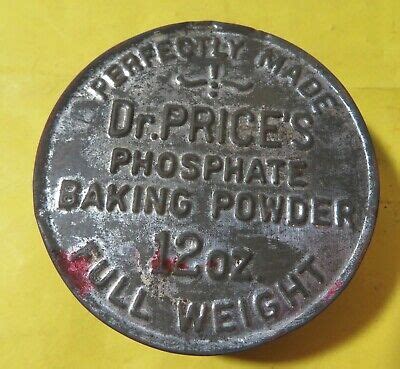 PERFECTLY MADE
Dr. PRICE'S
PHOSPHATE
BAKING POWDER
12 OZ.
FULL WEIGHT